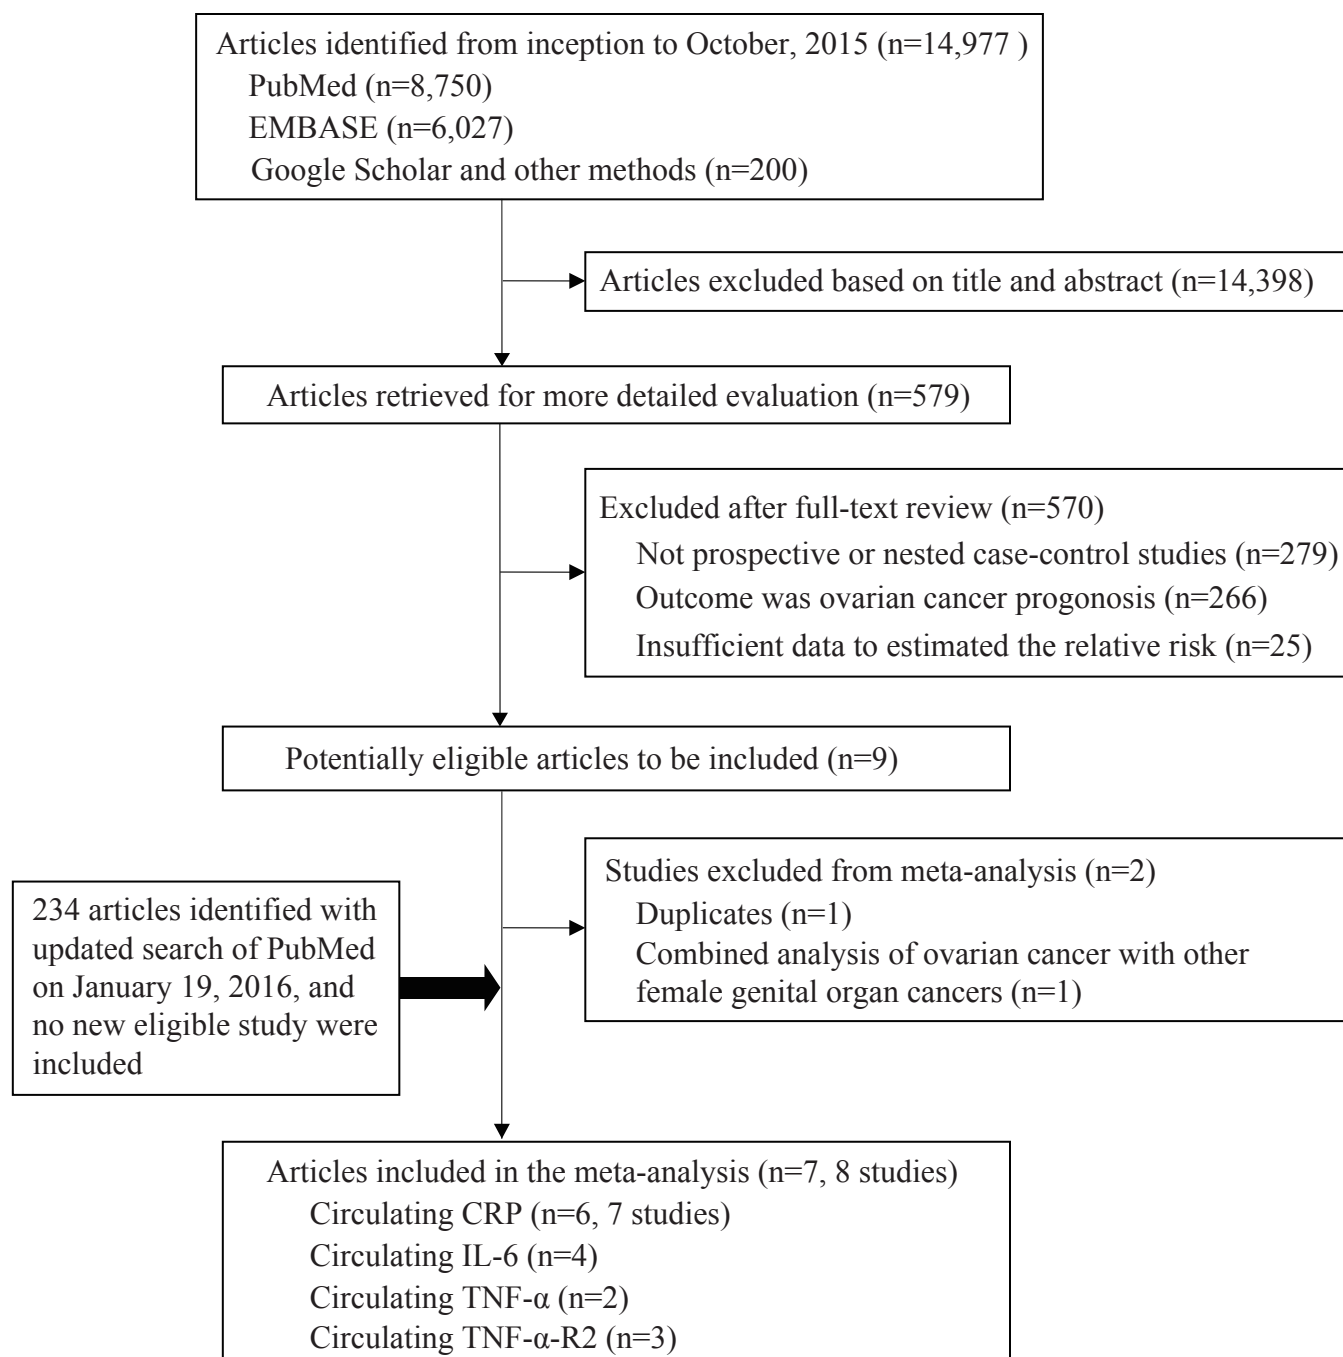 Articles identified from inception to October, 2015 (n=14,977 )
PubMed (n=8,750)
EMBASE (n=6,027)
Google Scholar and other methods (n=200)
Articles excluded based on title and abstract (n=14,398)
Articles retrieved for more detailed evaluation (n=579)
Excluded after full-text review (n=570)
Not prospective or nested case-control studies (n=279)
Outcome was ovarian cancer progonosis (n=266)
Insufficient data to estimated the relative risk (n=25)
Potentially eligible articles to be included (n=9)
Studies excluded from meta-analysis (n=2)
Duplicates (n=1)
Combined analysis of ovarian cancer with other
female genital organ cancers (n=1)
234 articles identified with
updated search of PubMed
on January 19, 2016, and
no new eligible study were
included
Articles included in the meta-analysis (n=7, 8 studies)
Circulating CRP (n=6, 7 studies)
Circulating IL-6 (n=4)
Circulating TNF-α (n=2)
Circulating TNF-α-R2 (n=3)